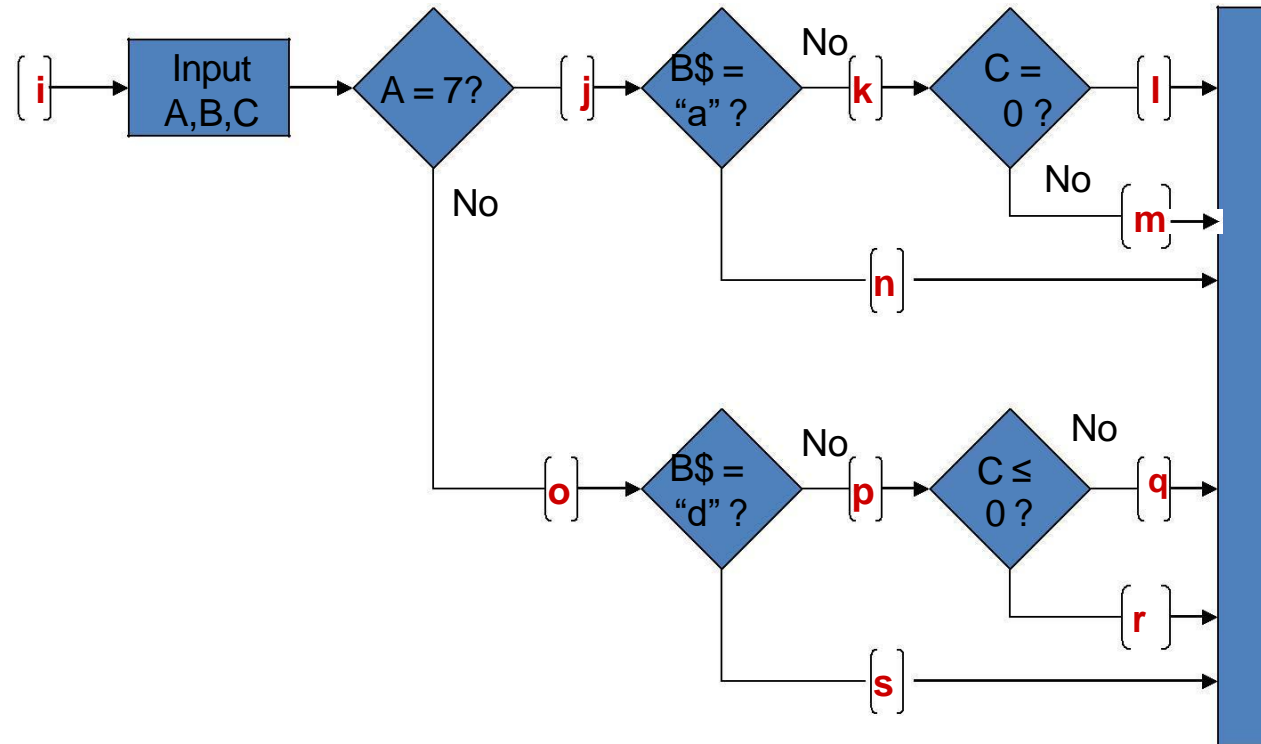 i
Input
A,B,C
A = 7?
j
B$ =
“a” ?
No
k
C =
0 ?
l
No
m
n
No
o
B$ =
“d” ?
No
p
C ≤
0 ?
No
q
r
s